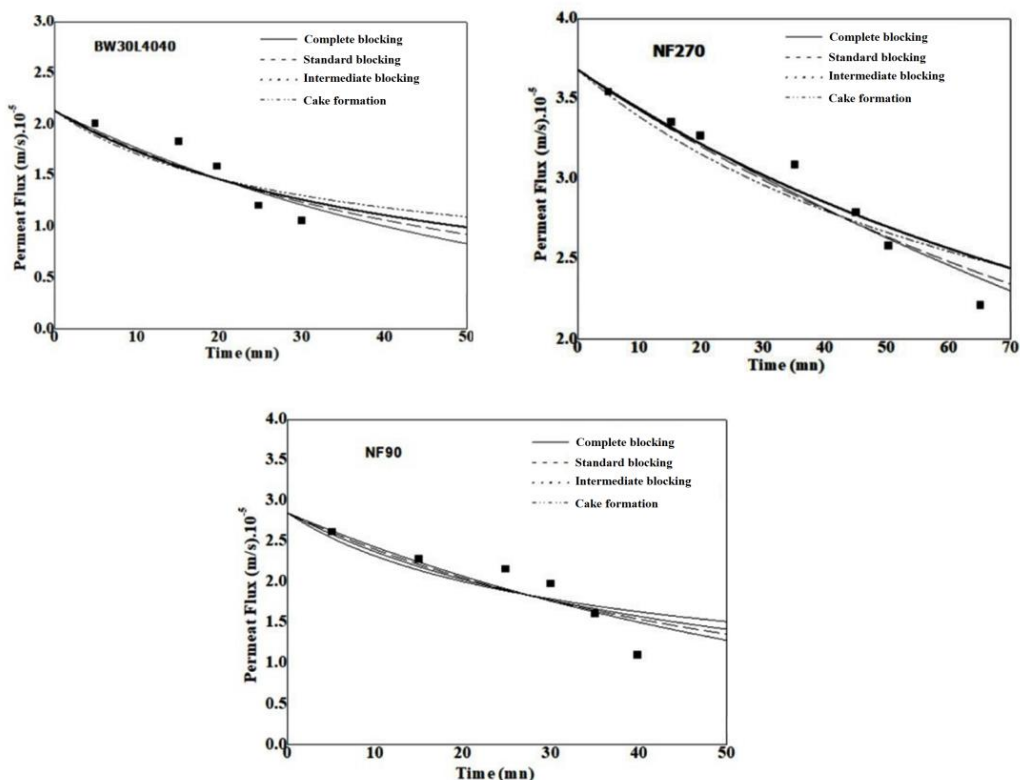 3.0
BW30L4040
Complete blocking
Standard blocking
Intermediate blocking
Cake formation
2.5
2.0
1.5
1.0
0.5
0.0
Permeat Flux (m/s).10-5
0 10 20 30 40 50
Time (mn)
4.0
NF270
Complete blocking
Standard blocking
Intermediate blocking
Cake formation
3.5
3.0
2.5
2.0
Permeat Flux (m/s).10-5
0 10 20 30 40 50 60 70
Time (mn)
4.0
NF90
Complete blocking
Standard blocking
Intermediate blocking
Cake formation
3.5
3.0
2.5
2.0
1.5
1.0
0.5
0.0
Permeat Flux (m/s).10-5
0 10 20 30 40 50
Time (mn)